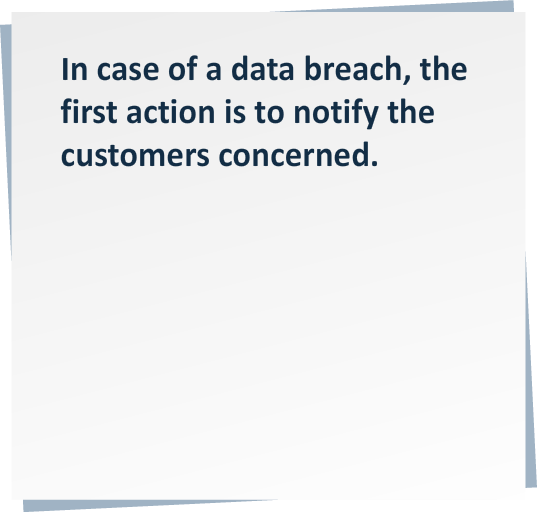 In case of a data breach, the
first action is to notify the
customers concerned.